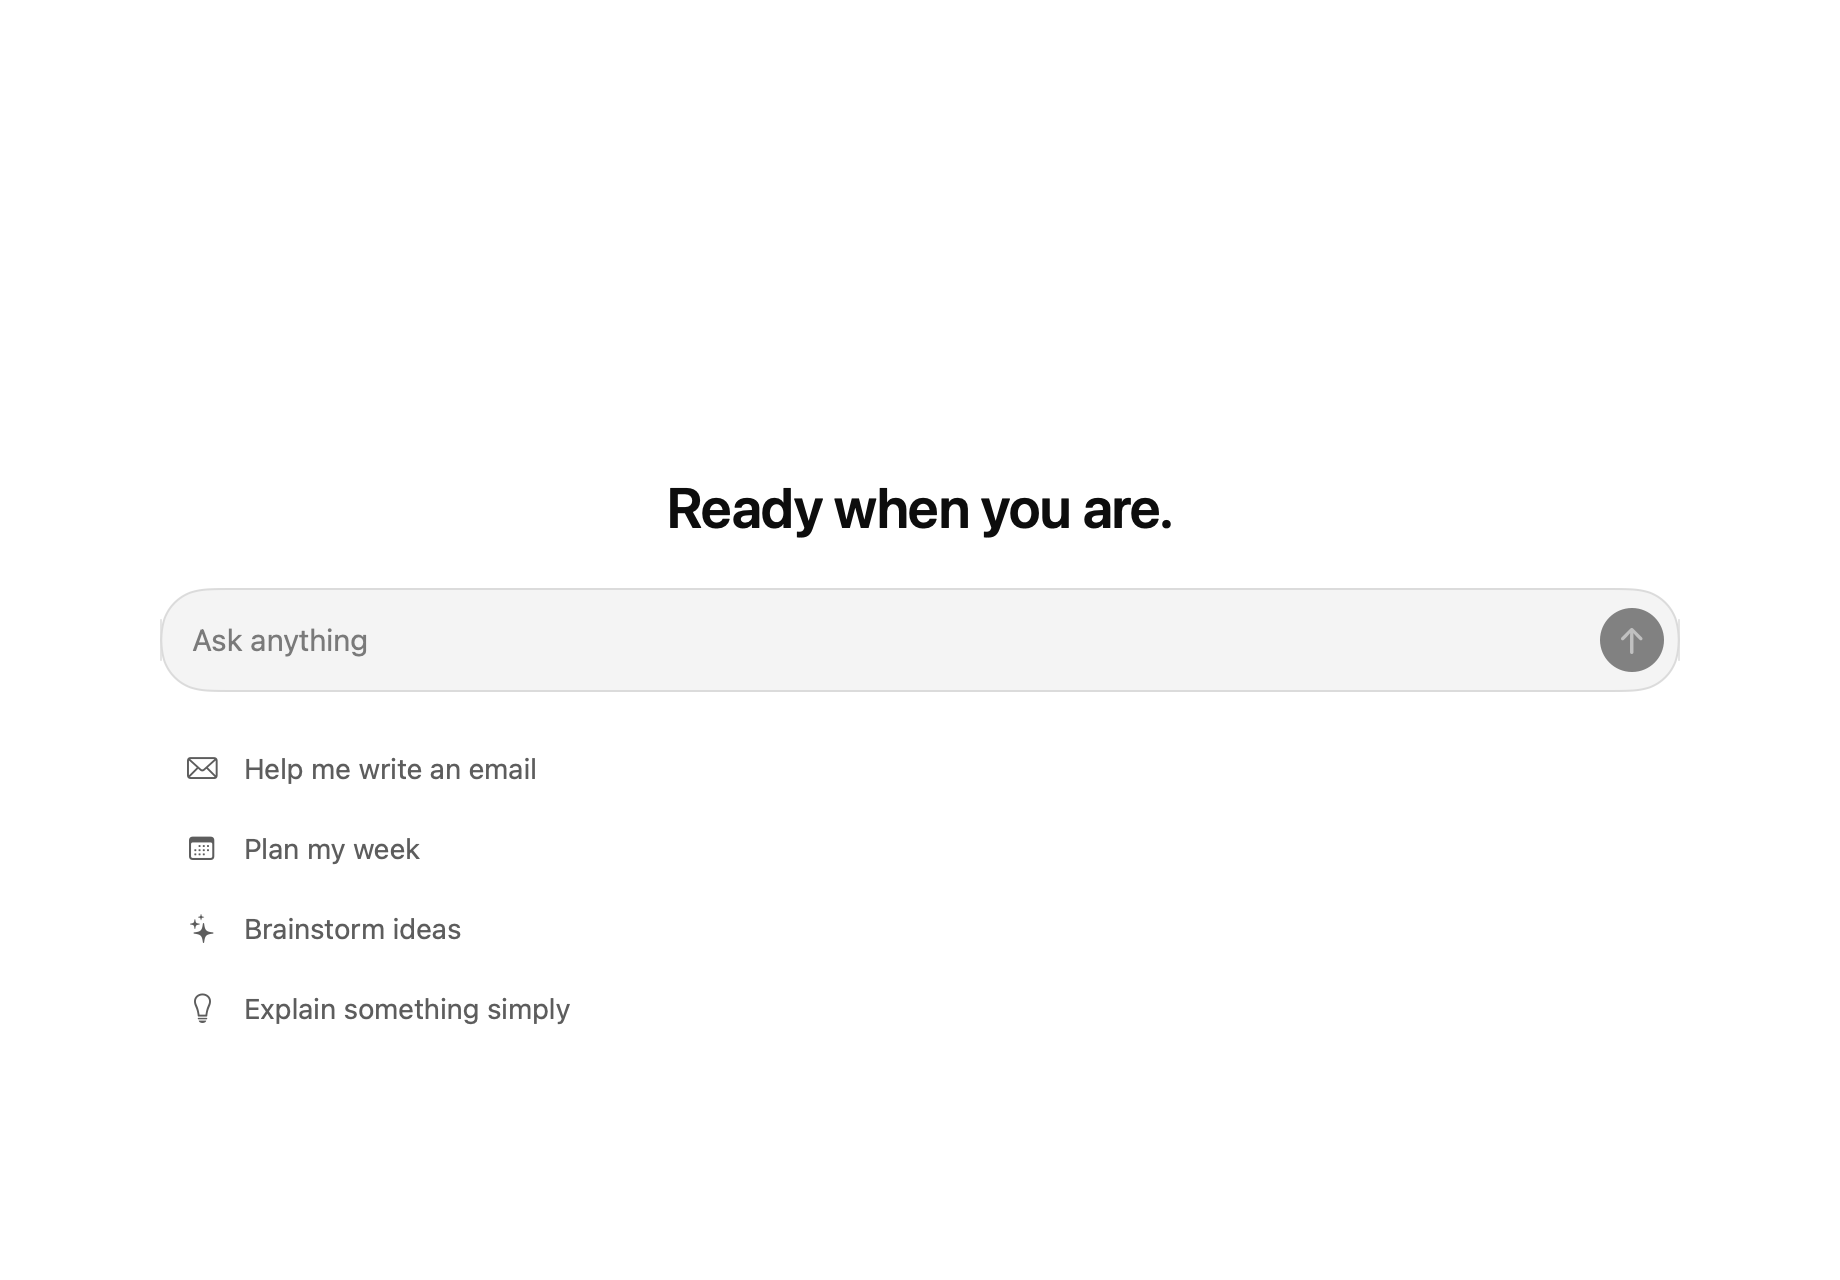 Ready when you are.
Ask anything
Help me write an email
Plan my week
Brainstorm ideas
Explain something simply